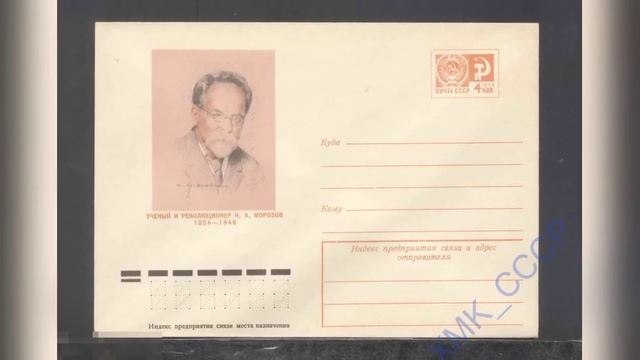 ПОЧТА СССР
4 КОП.
УЧЕНЫЙ И РЕВОЛЮЦИОНЕР Н. А. МОРОЗОВ
1854—1946
Куда
Кому
Индекс предприятия связи и адрес
отправителя
Индекс предприятия связи места назначения
ХМК_СССР